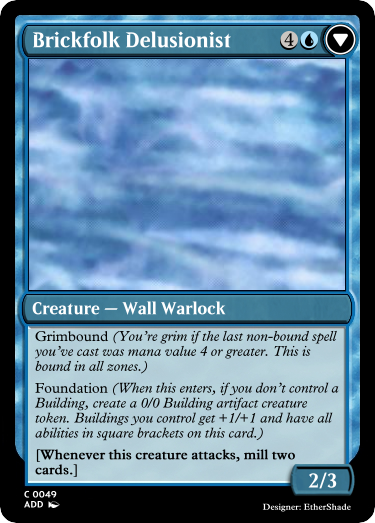 Brickfolk Delusionist 4
Creature — Wall Warlock
Grimbound (You're grim if the last non-bound spell
you've cast was mana value 4 or greater. This is
bound in all zones.)
Foundation (When this enters, if you don't control a
Building, create a 0/0 Building artifact creature
token. Buildings you control get +1/+1 and have all
abilities in square brackets on this card.)
[Whenever this creature attacks, mill two
cards.]
2/3
C 0049
ADD
Designer: EtherShade